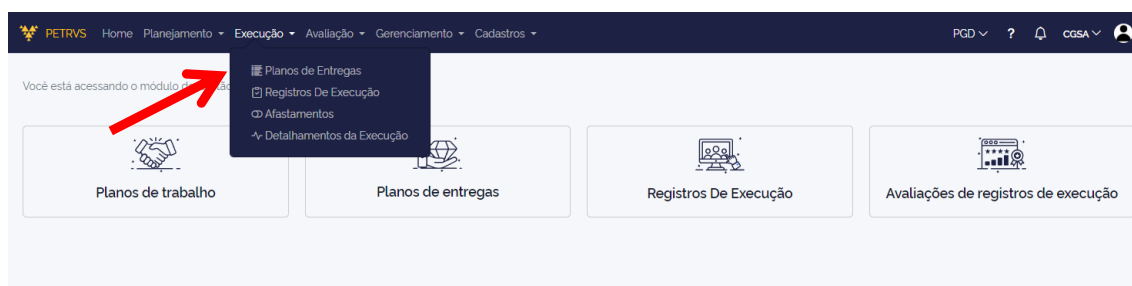 PETRVS Home Planejamento Execução Avaliação Gerenciamento Cadastros PGD ? CGSA
Planos de Entregas
Você está acessando o módulo de
Registros De Execução
Afastamentos
Detalhamentos da Execução
Planos de trabalho Planos de entregas Registros De Execução Avaliações de registros de execução